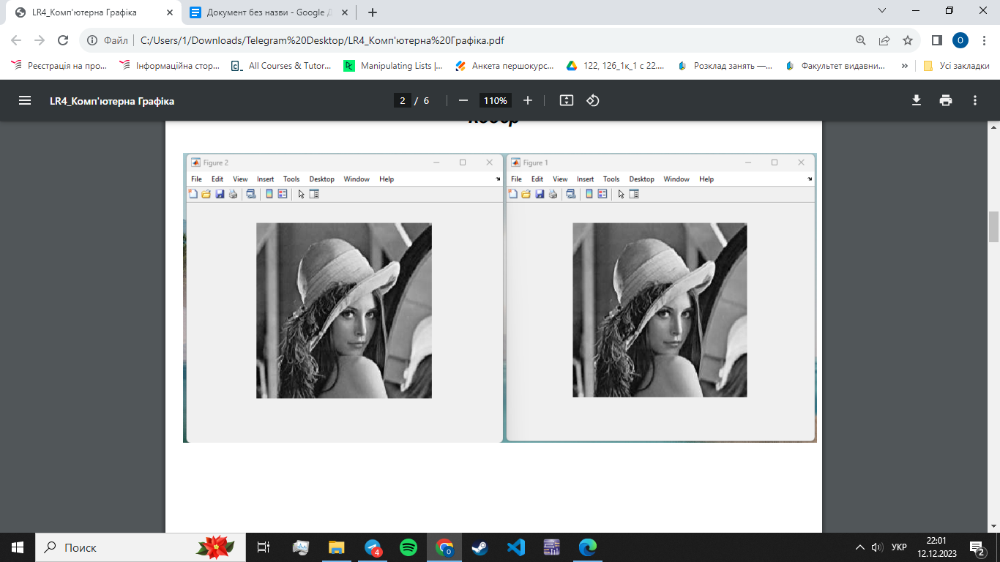 LR4_Комп'ютерна Графіка
Документ без назви - Google Д
Файл C:/Users/1/Downloads/Telegram%20Desktop/LR4_Комп'ютерна%20Графіка.pdf
Реєстрація на про... Інформаційна стор... All Courses & Tutor... Manipulating Lists |... Анкета першокурс... 122, 126_1к_1 с 22.... Розклад занять —... Факультет видавни... » Усі закладки
LR4_Комп'ютерна Графіка 2 / 6 110%
Figure 2
File Edit View Insert Tools Desktop Window Help
Figure 1
File Edit View Insert Tools Desktop Window Help
Поиск
4
УКР
22:01
12.12.2023
2